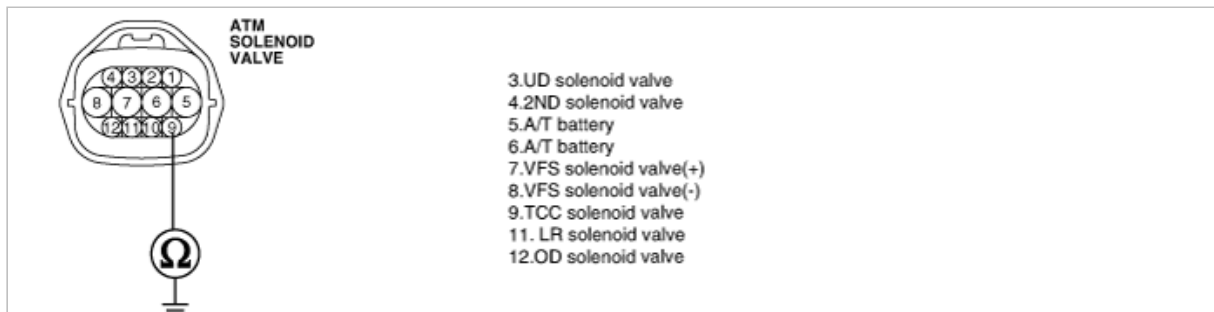 ATM
SOLENOID
VALVE
4 3 2 1
8 7 6 5
12 11 10 9
Ω
3.UD solenoid valve
4.2ND solenoid valve
5.A/T battery
6.A/T battery
7.VFS solenoid valve(+)
8.VFS solenoid valve(-)
9.TCC solenoid valve
11. LR solenoid valve
12.OD solenoid valve